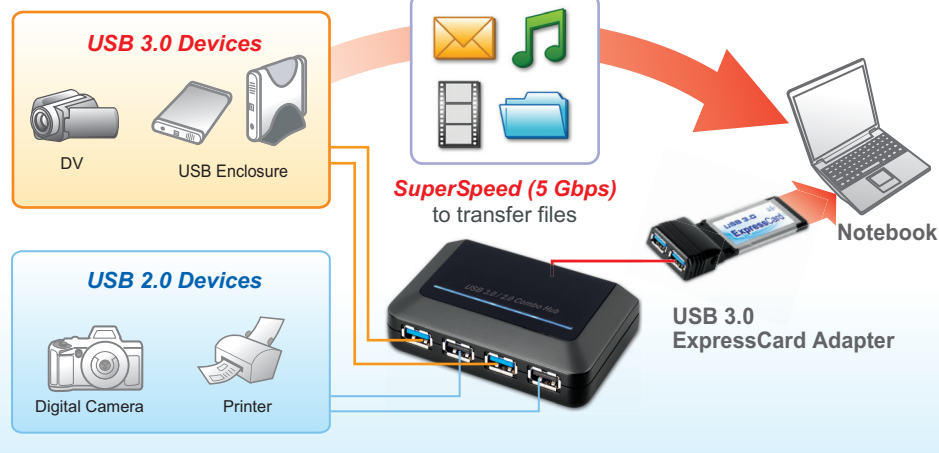 USB 3.0 Devices
DV
USB Enclosure
SuperSpeed (5 Gbps)
to transfer files
USB 3.0
ExpressCard
Notebook
USB 2.0 Devices
Digital Camera
Printer
USB 3.0 / 2.0 Combo Hub
USB 3.0
ExpressCard Adapter